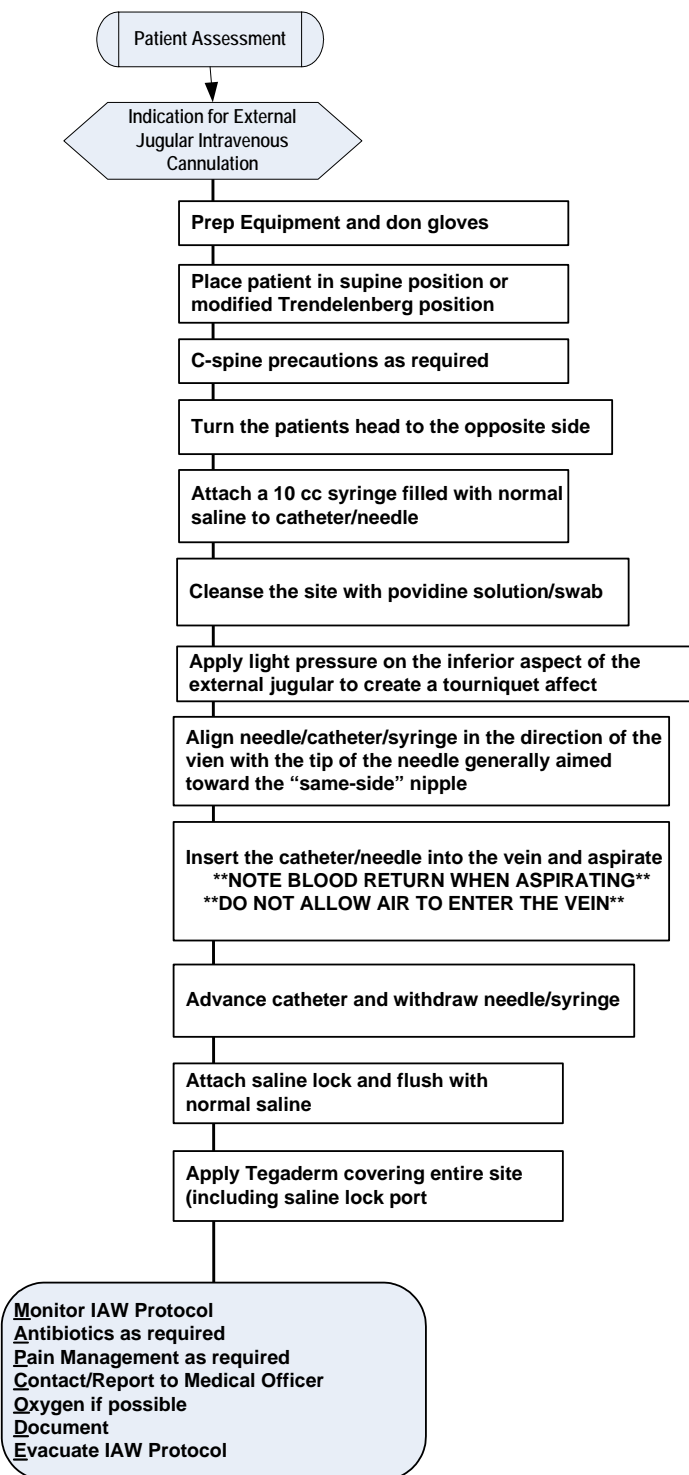 Patient Assessment
Indication for External
Jugular Intravenous
Cannulation
Prep Equipment and don gloves
Place patient in supine position or
modified Trendelenberg position
C-spine precautions as required
Turn the patients head to the opposite side
Attach a 10 cc syringe filled with normal
saline to catheter/needle
Cleanse the site with povidine solution/swab
Apply light pressure on the inferior aspect of the
external jugular to create a tourniquet affect
Align needle/catheter/syringe in the direction of the
vien with the tip of the needle generally aimed
toward the “same-side” nipple
Insert the catheter/needle into the vein and aspirate
**NOTE BLOOD RETURN WHEN ASPIRATING**
**DO NOT ALLOW AIR TO ENTER THE VEIN**
Advance catheter and withdraw needle/syringe
Attach saline lock and flush with
normal saline
Apply Tegaderm covering entire site
(including saline lock port
Monitor IAW Protocol
Antibiotics as required
Pain Management as required
Contact/Report to Medical Officer
Oxygen if possible
Document
Evacuate IAW Protocol